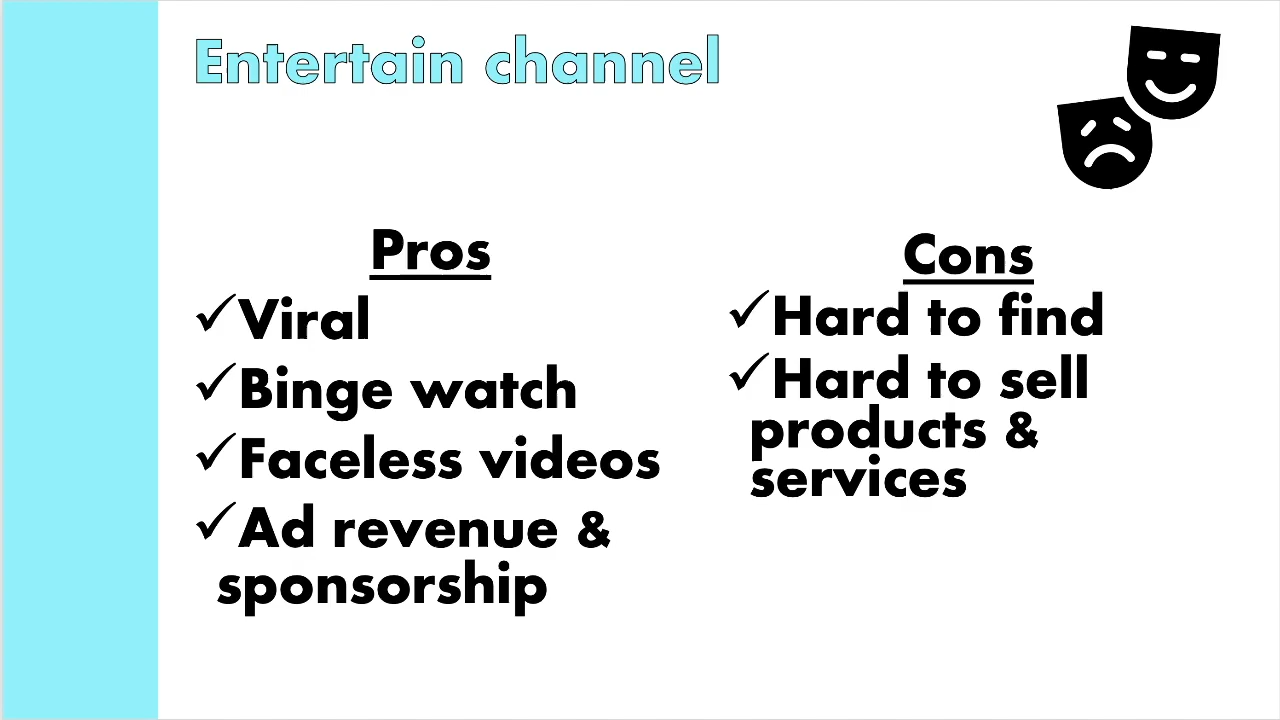 Entertain channel
Pros
✓Viral
✓Binge watch
✓Faceless videos
✓Ad revenue &
sponsorship
Cons
✓Hard to find
✓Hard to sell
products &
services